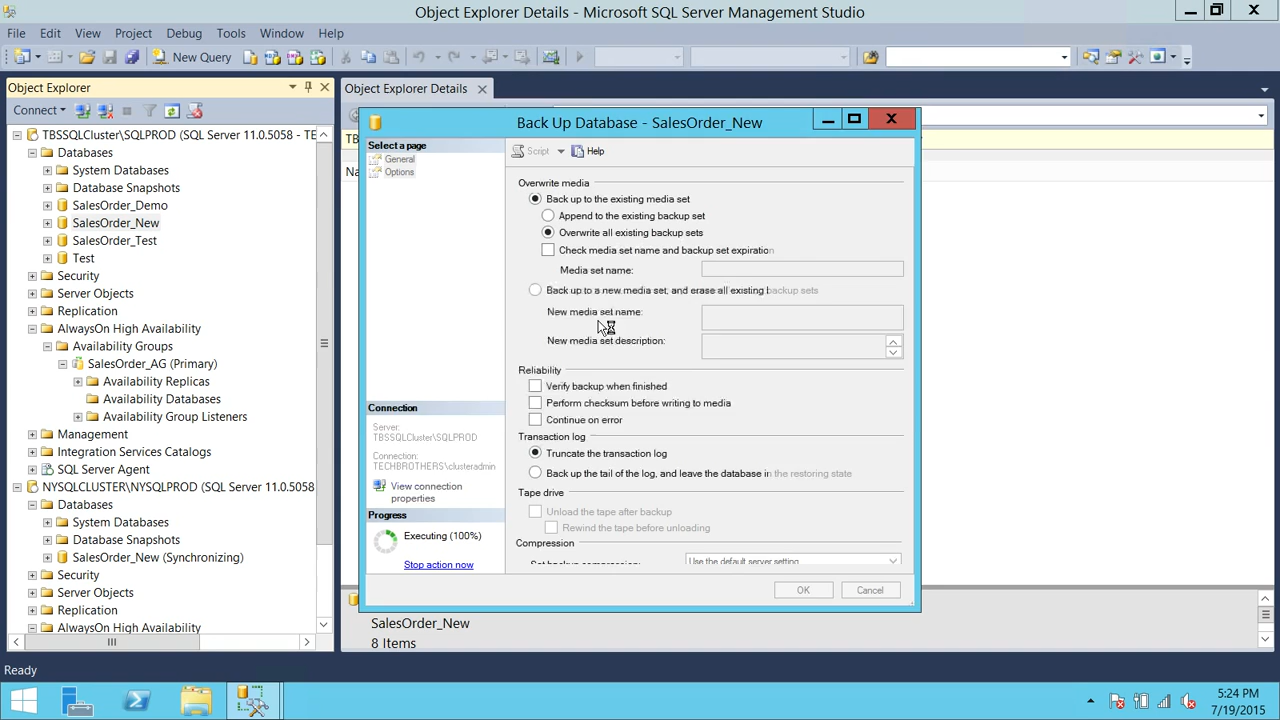 Object Explorer Details - Microsoft SQL Server Management Studio
File Edit View Project Debug Tools Window Help
New Query
Object Explorer
Object Explorer Details
Connect
Back Up Database - SalesOrder_New
TBSSQLCluster\SQLPROD (SQL Server 11.0.5058 - TE
TB
Databases
Select a page
Script Help
System Databases
General
Na
Options
Database Snapshots
Overwrite media
SalesOrder_Demo
Back up to the existing media set
SalesOrder_New
Append to the existing backup set
SalesOrder_Test
Overwrite all existing backup sets
Test
Check media set name and backup set expiration
Security
Media set name:
Server Objects
Back up to a new media set, and erase all existing backup sets
Replication
New media set name:
AlwaysOn High Availability
New media set description:
Availability Groups
SalesOrder_AG (Primary)
Reliability
Availability Replicas
Verify backup when finished
Availability Databases
Perform checksum before writing to media
Availability Group Listeners
Connection
Continue on error
Management
Server:
TBSSQLCluster\SQLPROD
Transaction log
Integration Services Catalogs
Connection:
TECHBROTHERS\clusteradmin
Truncate the transaction log
SQL Server Agent
Back up the tail of the log, and leave the database in the restoring state
NYSQLCLUSTER\NYSQLPROD (SQL Server 11.0.5058
View connection properties
Tape drive
Databases
Progress
Unload the tape after backup
System Databases
Rewind the tape before unloading
Database Snapshots
Executing (100%)
Compression
SalesOrder_New (Synchronizing)
Stop action now
Set backup compression:
Use the default server setting
Security
Server Objects
OK Cancel
Replication
AlwaysOn High Availability
SalesOrder_New
8 Items
Ready
5:24 PM
7/19/2015